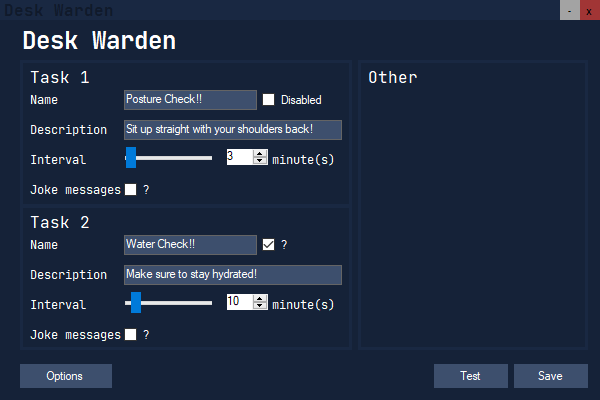 Desk Warden
- x
Desk Warden
Task 1
Name Posture Check!! Disabled
Description Sit up straight with your shoulders back!
Interval 3 minute(s)
Joke messages ?
Task 2
Name Water Check!! ?
Description Make sure to stay hydrated!
Interval 10 minute(s)
Joke messages ?
Other
Options Test Save